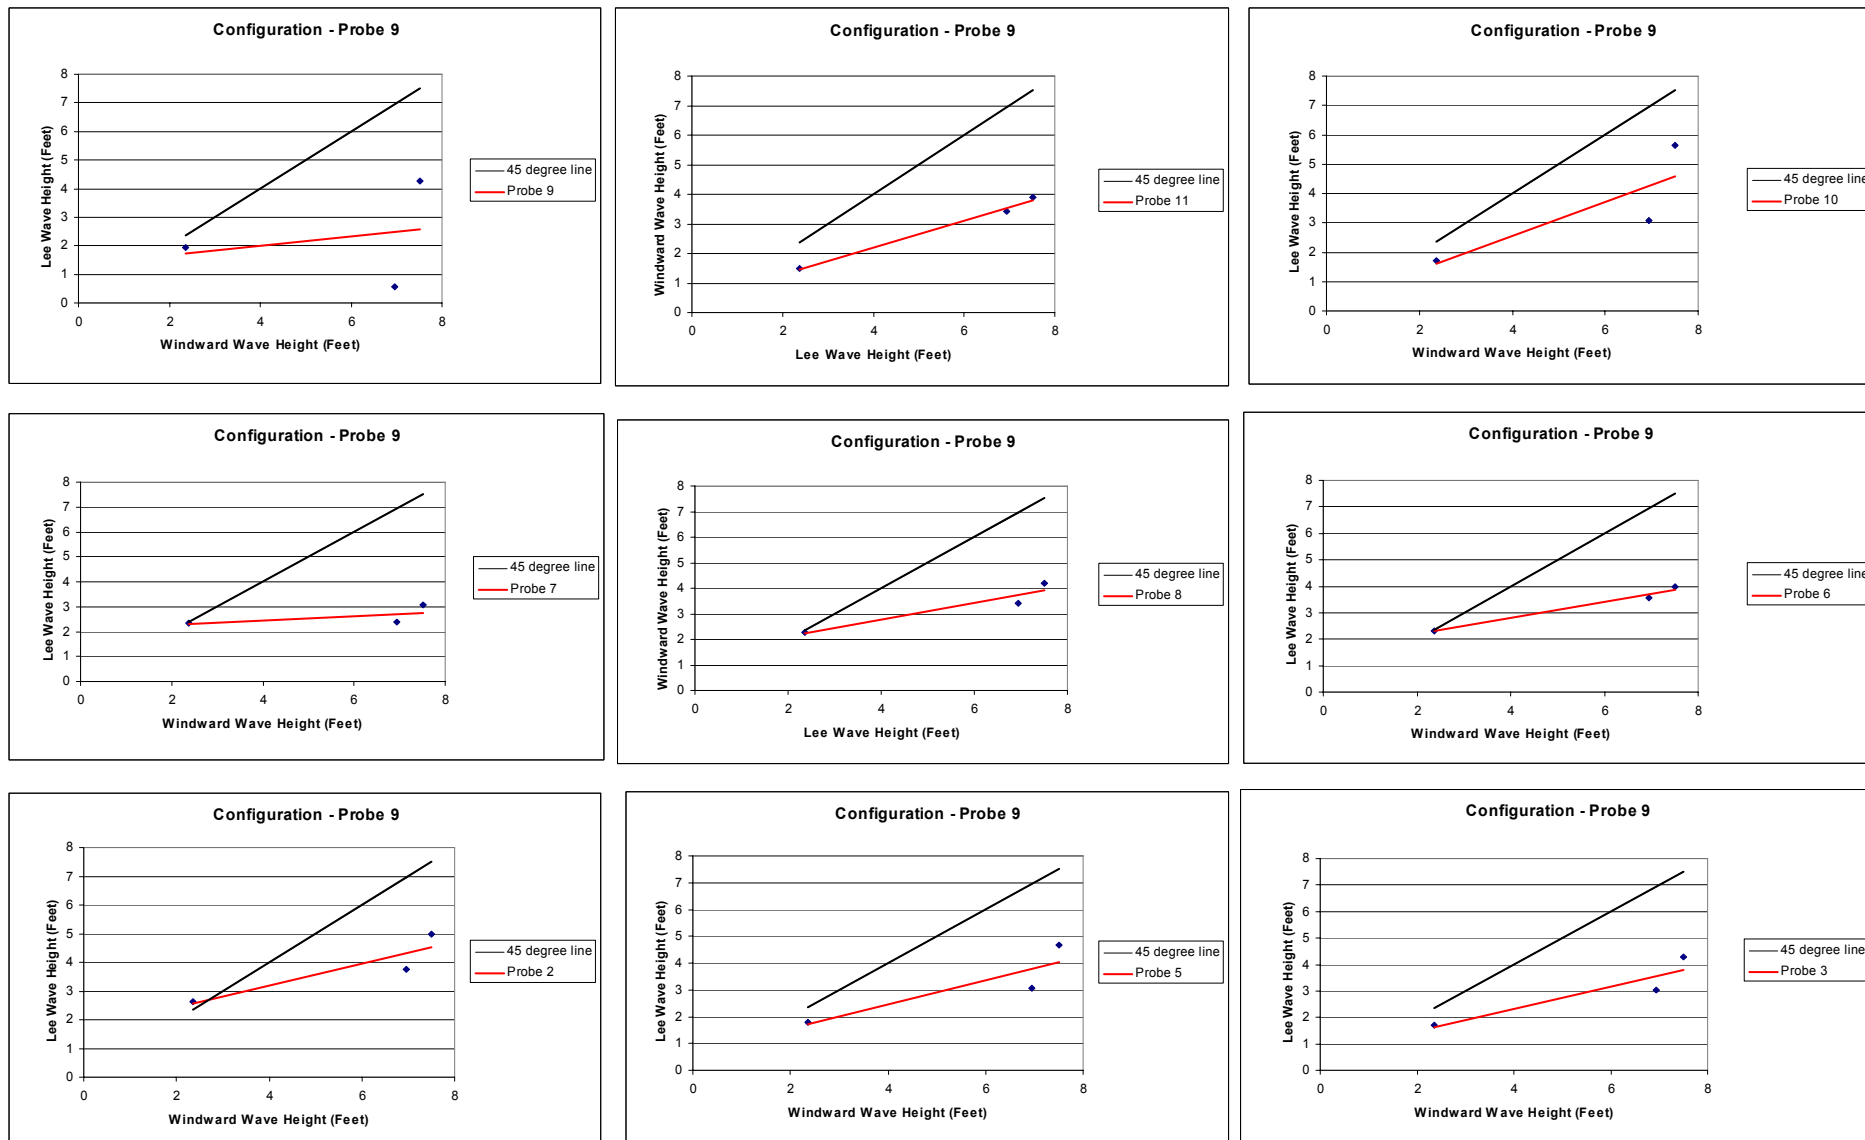 Configuration - Probe 9
Lee Wave Height (Feet)
8
7
6
5
4
3
2
1
0
0 2 4 6 8
Windward Wave Height (Feet)
45 degree line
Probe 9
Configuration - Probe 9
Windward Wave Height (Feet)
8
7
6
5
4
3
2
1
0
0 2 4 6 8
Lee Wave Height (Feet)
45 degree line
Probe 11
Configuration - Probe 9
Lee Wave Height (Feet)
8
7
6
5
4
3
2
1
0
0 2 4 6 8
Windward Wave Height (Feet)
45 degree line
Probe 10
Configuration - Probe 9
Lee Wave Height (Feet)
8
7
6
5
4
3
2
1
0
0 2 4 6 8
Windward Wave Height (Feet)
45 degree line
Probe 7
Configuration - Probe 9
Windward Wave Height (Feet)
8
7
6
5
4
3
2
1
0
0 2 4 6 8
Lee Wave Height (Feet)
45 degree line
Probe 8
Configuration - Probe 9
Lee Wave Height (Feet)
8
7
6
5
4
3
2
1
0
0 2 4 6 8
Windward Wave Height (Feet)
45 degree line
Probe 6
Configuration - Probe 9
Lee Wave Height (Feet)
8
7
6
5
4
3
2
1
0
0 2 4 6 8
Windward Wave Height (Feet)
45 degree line
Probe 2
Configuration - Probe 9
Lee Wave Height (Feet)
8
7
6
5
4
3
2
1
0
0 2 4 6 8
Windward Wave Height (Feet)
45 degree line
Probe 5
Configuration - Probe 9
Lee Wave Height (Feet)
8
7
6
5
4
3
2
1
0
0 2 4 6 8
Windward Wave Height (Feet)
45 degree line
Probe 3